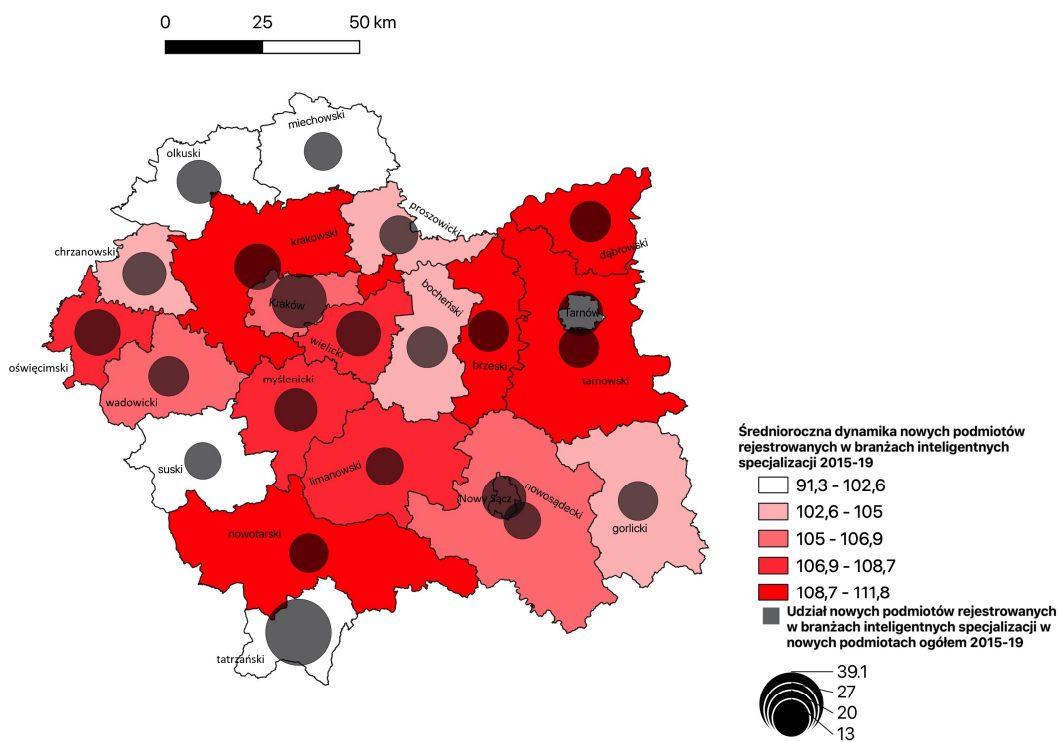 0 25 50 km
miechowski
olkuski
proszowicki
krakowski
dąbrowski
chrzanowski
bocheński
Kraków
Tarnów
wielicki
oświęcimski
brzeski
myślenicki
tarnowski
wadowicki
suski
limanowski
Nowy Sącz
nowosądecki
gorlicki
nowotarski
tatrzański
Średnioroczna dynamika nowych podmiotów
rejestrowanych w branżach inteligentnych
specjalizacji 2015-19
91,3 - 102,6
102,6 - 105
105 - 106,9
106,9 - 108,7
108,7 - 111,8
Udział nowych podmiotów rejestrowanych
w branżach inteligentnych specjalizacji w
nowych podmiotach ogółem 2015-19
39.1
27
20
13